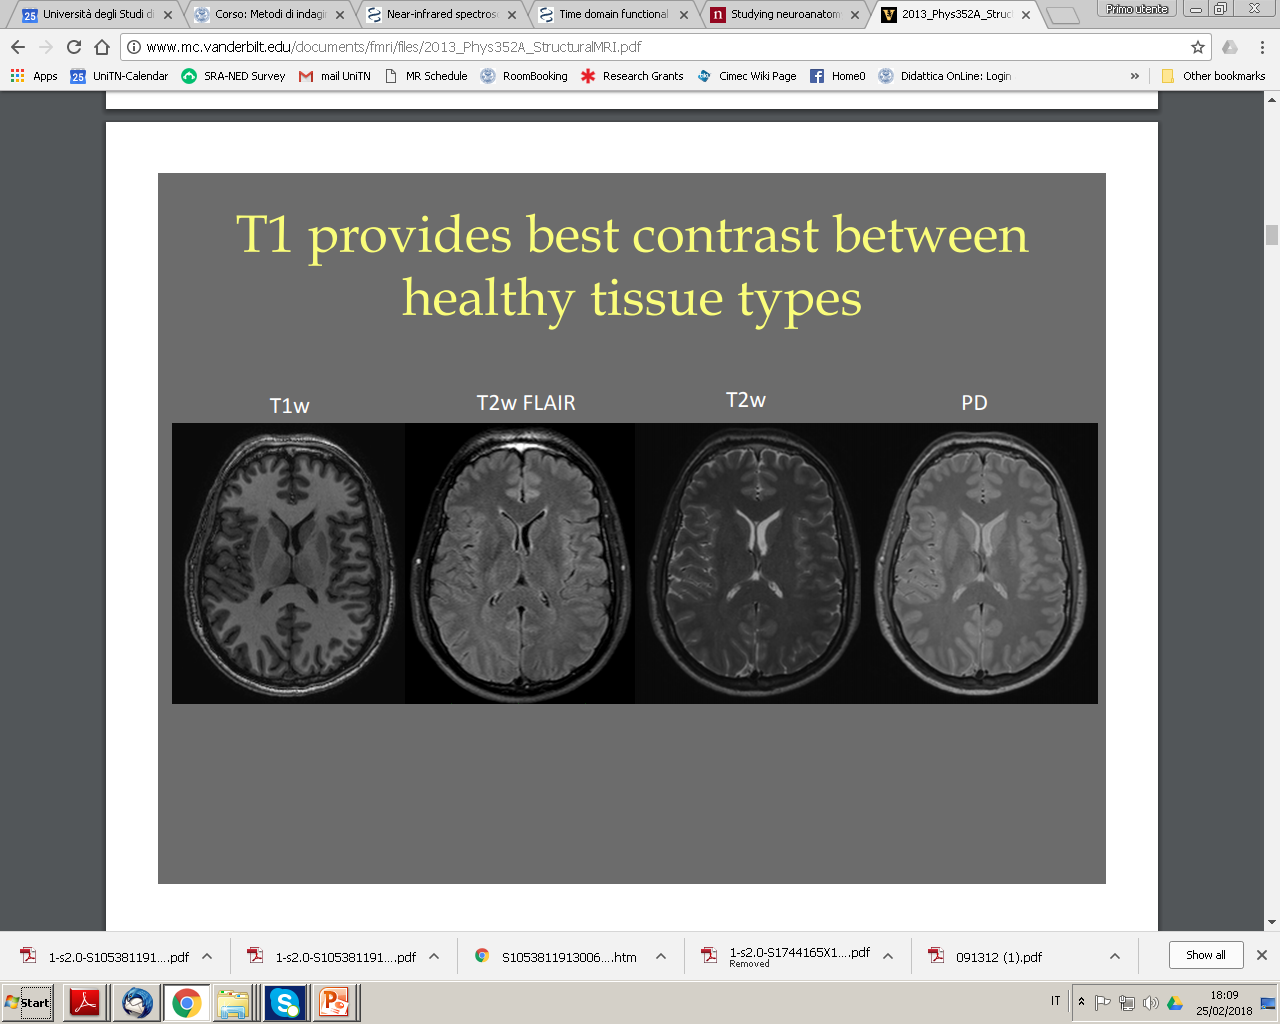 Università degli Studi di
Corso: Metodi di indagin
Near-infrared spectrosc
Time domain functional
Studying neuroanatom
2013_Phys352A_Struct
Primo utente
www.mc.vanderbilt.edu/documents/fmri/files/2013_Phys352A_StructuralMRI.pdf
Apps
25 UniTN-Calendar
SRA-NED Survey
mail UniTN
MR Schedule
RoomBooking
Research Grants
Cimec Wiki Page
Home0
Didattica OnLine: Login
»
Other bookmarks
T1 provides best contrast between
healthy tissue types
T1w
T2w FLAIR
T2w
PD
1-s2.0-S105381191....pdf
1-s2.0-S105381191....pdf
S1053811913006....htm
1-s2.0-S1744165X1....pdf
Removed
091312 (1).pdf
Show all
Start
IT
18:09
25/02/2018